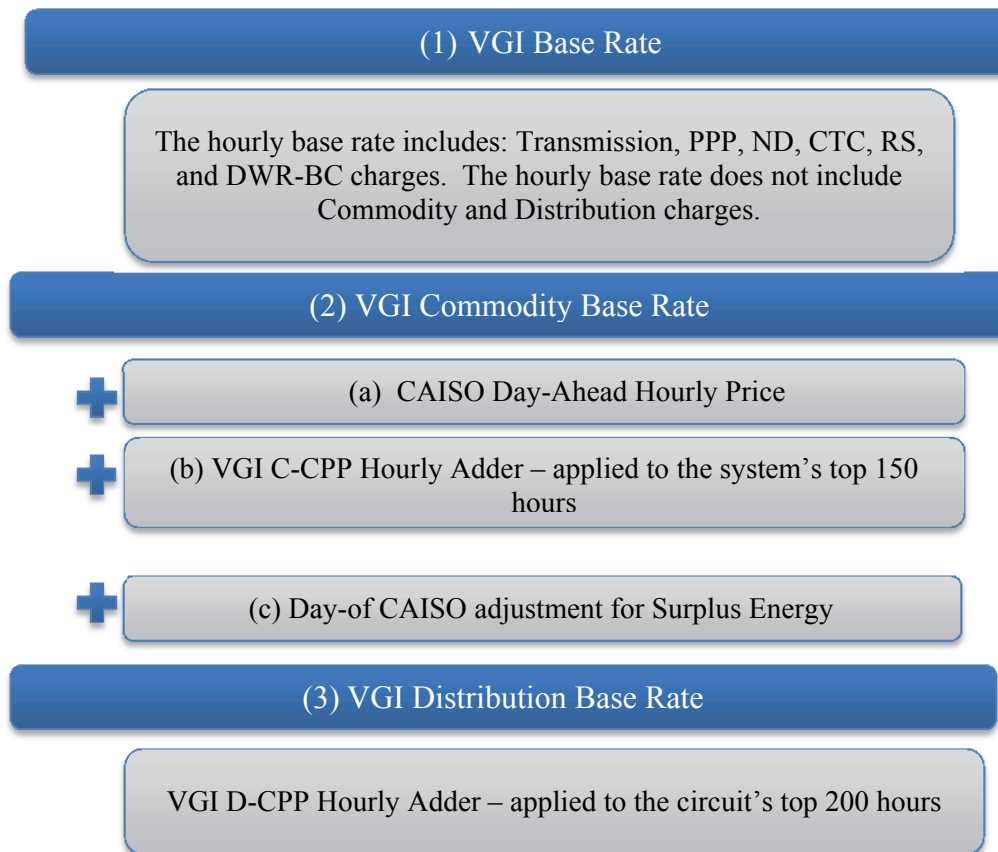 (1) VGI Base Rate
The hourly base rate includes: Transmission, PPP, ND, CTC, RS,
and DWR-BC charges.  The hourly base rate does not include
Commodity and Distribution charges.
(2) VGI Commodity Base Rate
(a)  CAISO Day-Ahead Hourly Price
(b) VGI C-CPP Hourly Adder – applied to the system’s top 150
hours
(c) Day-of CAISO adjustment for Surplus Energy
(3) VGI Distribution Base Rate
VGI D-CPP Hourly Adder – applied to the circuit’s top 200 hours